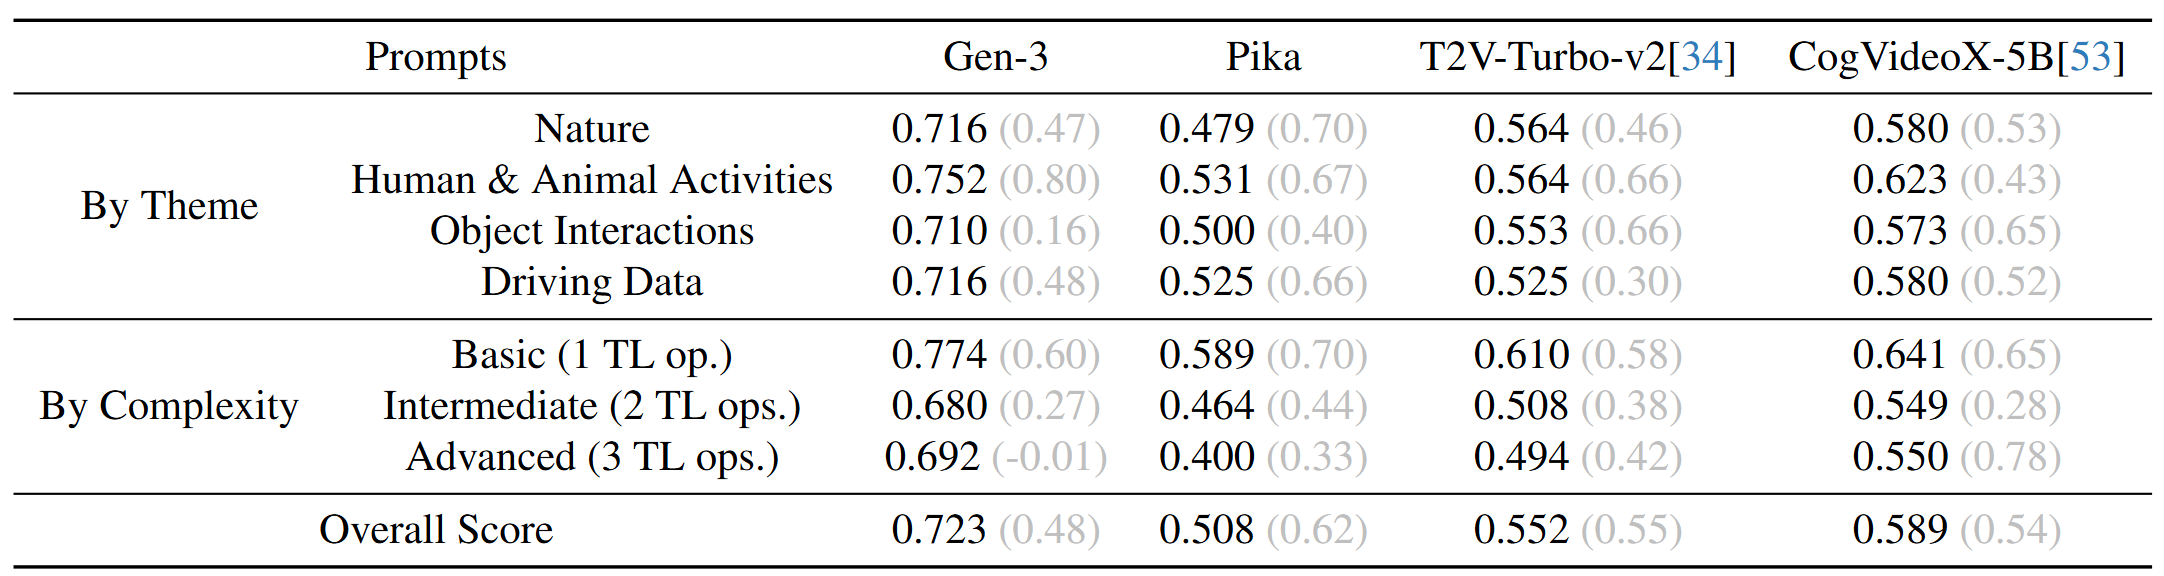 Prompts Gen-3 Pika T2V-Turbo-v2[34] CogVideoX-5B[53]
Nature 0.716 (0.47) 0.479 (0.70) 0.564 (0.46) 0.580 (0.53)
Human & Animal Activities 0.752 (0.80) 0.531 (0.67) 0.564 (0.66) 0.623 (0.43)
By Theme
Object Interactions 0.710 (0.16) 0.500 (0.40) 0.553 (0.66) 0.573 (0.65)
Driving Data 0.716 (0.48) 0.525 (0.66) 0.525 (0.30) 0.580 (0.52)
Basic (1 TL op.) 0.774 (0.60) 0.589 (0.70) 0.610 (0.58) 0.641 (0.65)
By Complexity Intermediate (2 TL ops.) 0.680 (0.27) 0.464 (0.44) 0.508 (0.38) 0.549 (0.28)
Advanced (3 TL ops.) 0.692 (-0.01) 0.400 (0.33) 0.494 (0.42) 0.550 (0.78)
Overall Score 0.723 (0.48) 0.508 (0.62) 0.552 (0.55) 0.589 (0.54)